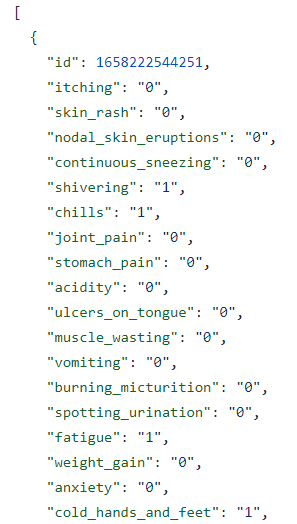 [
{
"id": 1658222544251,
"itching": "0",
"skin_rash": "0",
"nodal_skin_eruptions": "0",
"continuous_sneezing": "0",
"shivering": "1",
"chills": "1",
"joint_pain": "0",
"stomach_pain": "0",
"acidity": "0",
"ulcers_on_tongue": "0",
"muscle_wasting": "0",
"vomiting": "0",
"burning_micturition": "0",
"spotting_urination": "0",
"fatigue": "1",
"weight_gain": "0",
"anxiety": "0",
"cold_hands_and_feet": "1",